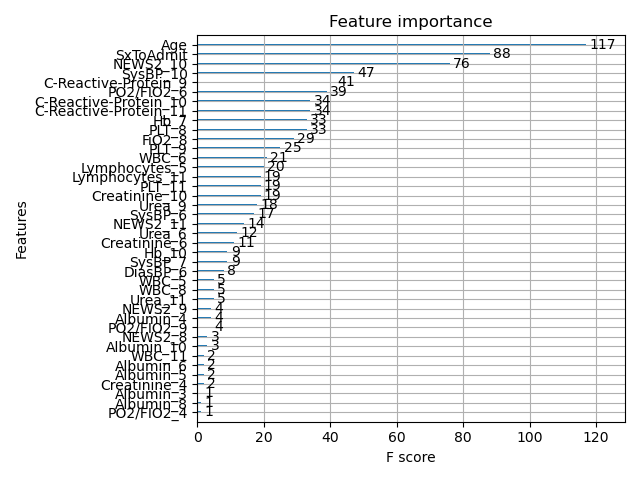 Feature importance
Age 117
SxToAdmit 88
NEWS2_10 76
SysBP_10 47
C-Reactive-Protein_9 41
PO2/FIO2_6 39
C-Reactive-Protein_10 34
C-Reactive-Protein_11 34
Hb_7 33
PLT_8 33
FiO2_8 29
PLT_9 25
WBC_6 21
Lymphocytes_5 20
Lymphocytes_11 19
PLT_11 19
Creatinine_10 19
Urea_9 18
SysBP_6 17
NEWS2_11 14
Urea_6 12
Creatinine_6 11
Hb_10 9
SysBP_7 9
DiasBP_6 8
WBC_5 5
WBC_8 5
Urea_11 5
NEWS2_9 4
Albumin_4 4
PO2/FIO2_9 4
NEWS2_8 3
Albumin_10 3
WBC_11 2
Albumin_6 2
Albumin_5 2
Creatinine_4 2
Albumin_3 1
Albumin_8 1
PO2/FIO2_4 1
Features
0 20 40 60 80 100 120
F score